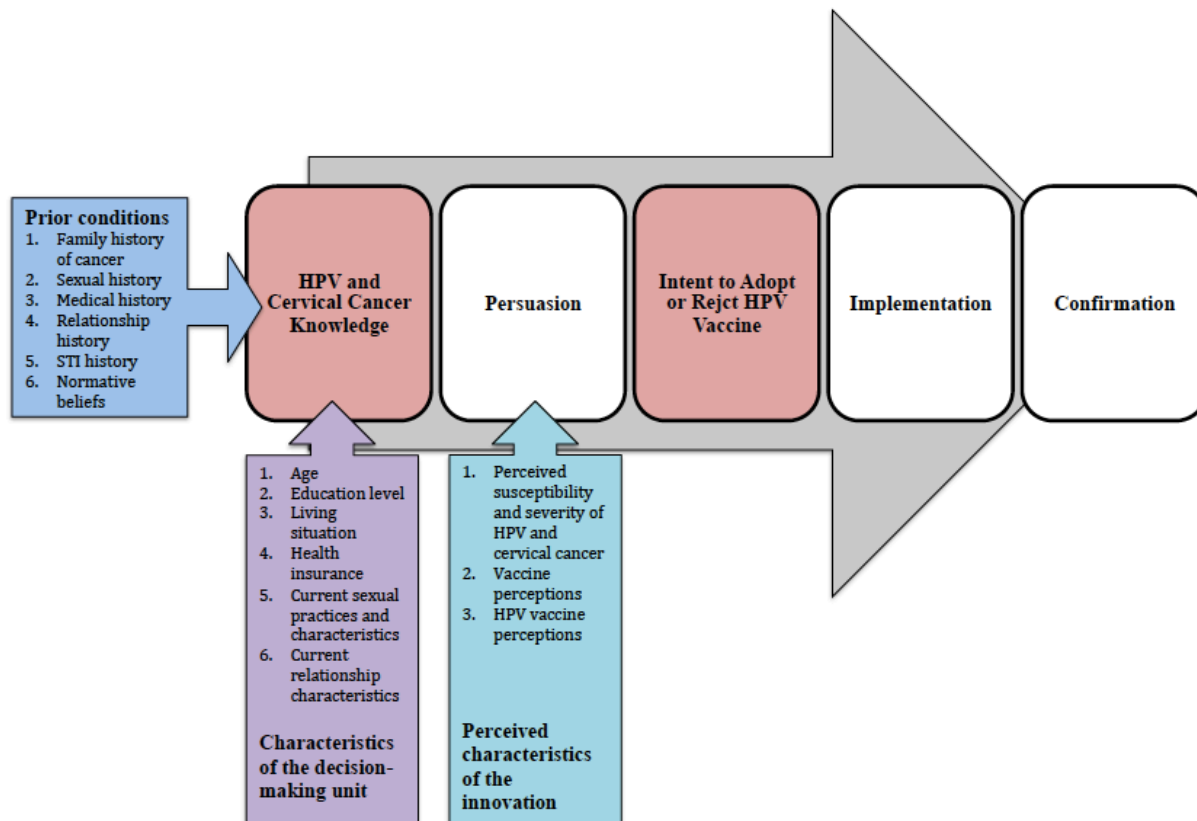 Prior conditions
1. Family history
of cancer
2. Sexual history
3. Medical history
4. Relationship
history
5. STI history
6. Normative
beliefs
HPV and
Cervical Cancer
Knowledge
Persuasion
Intent to Adopt
or Rejct HPV
Vaccine
Implementation
Confirmation
1. Age
2. Education level
3. Living
situation
4. Health
insurance
5. Current sexual
practices and
characteristics
6. Current
relationship
characteristics
Characteristics
of the decision-
making unit
1. Perceived
susceptibility
and severity of
HPV and
cervical cancer
2. Vaccine
perceptions
3. HPV vaccine
perceptions
Perceived
characteristics
of the
innovation